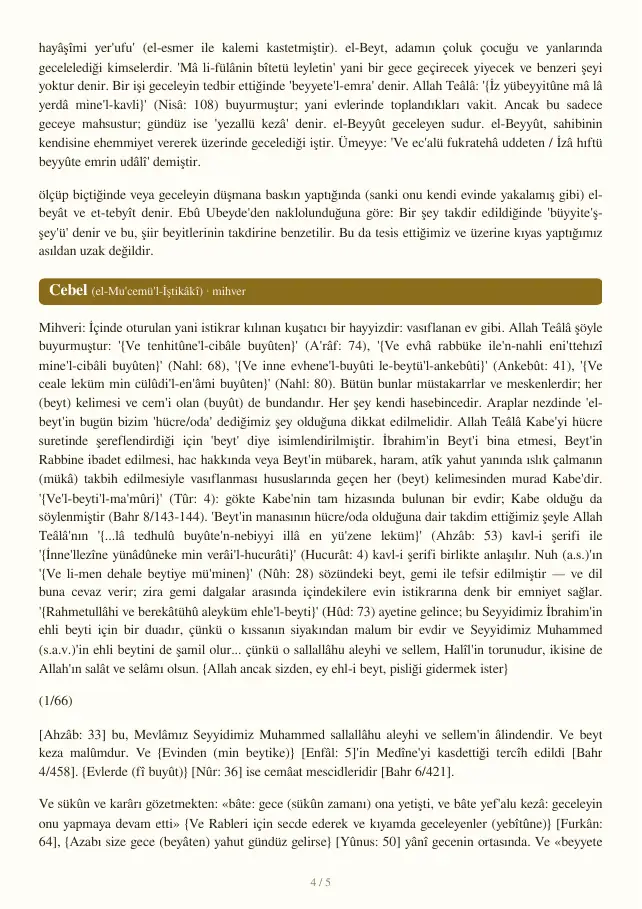 hayâşîmi yer'ufu' (el-esmer ile kalemi kastetmiştir). el-Beyt, adamın çoluk çocuğu ve yanlarında
gecelelediği kimselerdir. 'Mâ li-fülânin bîtetü leyletin' yani bir gece geçirecek yiyecek ve benzeri şeyi
yoktur denir. Bir işi geceleyin tedbir ettiğinde 'beyyete'l-emra' denir. Allah Teâlâ: '{İz yübeyyitûne mâ lâ
yerdâ mine'l-kavli}' (Nisâ: 108) buyurmuştur; yani evlerinde toplandıkları vakit. Ancak bu sadece
geceye mahsustur; gündüz ise 'yezallü kezâ' denir. el-Beyyût geceleyen sudur. el-Beyyût, sahibinin
kendisine ehemmiyet vererek üzerinde gecelediği iştir. Ümeyye: 'Ve ec'alü fukratehâ uddeten / İzâ hıftü
beyyûte emrin udâlî' demiştir.
ölçüp biçtiğinde veya geceleyin düşmana baskın yaptığında (sanki onu kendi evinde yakalamış gibi) el-
beyât ve et-tebyît denir. Ebû Ubeyde'den naklolunduğuna göre: Bir şey takdir edildiğinde 'büyyite'ş-
şey'ü' denir ve bu, şiir beyitlerinin takdirine benzetilir. Bu da tesis ettiğimiz ve üzerine kıyas yaptığımız
asıldan uzak değildir.
Cebel (el-Mu'cemü'l-İştikâkî) · mihver
Mihveri: İçinde oturulan yani istikrar kılınan kuşatıcı bir hayyizdir: vasıflanan ev gibi. Allah Teâlâ şöyle
buyurmuştur: '{Ve tenhitûne'l-cibâle buyûten}' (A'râf: 74), '{Ve evhâ rabbüke ile'n-nahli eni'ttehızî
mine'l-cibâli buyûten}' (Nahl: 68), '{Ve inne evhene'l-buyûti le-beytü'l-ankebûti}' (Ankebût: 41), '{Ve
ceale leküm min cülûdi'l-en'âmi buyûten}' (Nahl: 80). Bütün bunlar müstakarrlar ve meskenlerdir; her
(beyt) kelimesi ve cem'i olan (buyût) de bundandır. Her şey kendi hasebincedir. Araplar nezdinde 'el-
beyt'in bugün bizim 'hücre/oda' dediğimiz şey olduğuna dikkat edilmelidir. Allah Teâlâ Kabe'yi hücre
suretinde şereflendirdiği için 'beyt' diye isimlendirilmiştir. İbrahim'in Beyt'i bina etmesi, Beyt'in
Rabbine ibadet edilmesi, hac hakkında veya Beyt'in mübarek, haram, atîk yahut yanında ıslık çalmanın
(mükâ) takbih edilmesiyle vasıflanması hususlarında geçen her (beyt) kelimesinden murad Kabe'dir.
'{Ve'l-beyti'l-ma'mûri}' (Tûr: 4): gökte Kabe'nin tam hizasında bulunan bir evdir; Kabe olduğu da
söylenmiştir (Bahr 8/143-144). 'Beyt'in manasının hücre/oda olduğuna dair takdim ettiğimiz şeyle Allah
Teâlâ'nın '{...lâ tedhulû buyûte'n-nebiyyi illâ en yü'zene leküm}' (Ahzâb: 53) kavl-i şerifi ile
'{İnne'llezîne yünâdûneke min verâi'l-hucurâti}' (Hucurât: 4) kavl-i şerifi birlikte anlaşılır. Nuh (a.s.)'ın
'{Ve li-men dehale beytiye mü'minen}' (Nûh: 28) sözündeki beyt, gemi ile tefsir edilmiştir — ve dil
buna cevaz verir; zira gemi dalgalar arasında içindekilere evin istikrarına denk bir emniyet sağlar.
'{Rahmetullâhi ve berekâtühû aleyküm ehle'l-beyti}' (Hûd: 73) ayetine gelince; bu Seyyidimiz İbrahim'in
ehli beyti için bir duadır, çünkü o kıssanın siyakından malum bir evdir ve Seyyidimiz Muhammed
(s.a.v.)'in ehli beytini de şamil olur... çünkü o sallallâhu aleyhi ve sellem, Halîl'in torunudur, ikisine de
Allah'ın salât ve selâmı olsun. {Allah ancak sizden, ey ehl-i beyt, pisliği gidermek ister}
(1/66)
[Ahzâb: 33] bu, Mevlâmız Seyyidimiz Muhammed sallallâhu aleyhi ve sellem'in âlindendir. Ve beyt
keza malûmdur. Ve {Evinden (min beytike)} [Enfâl: 5]'in Medîne'yi kasdettiği tercîh edildi [Bahr
4/458]. {Evlerde (fî buyût)} [Nûr: 36] ise cemâat mescidleridir [Bahr 6/421].
Ve sükûn ve karârı gözetmekten: «bâte: gece (sükûn zamanı) ona yetişti, ve bâte yef'alu kezâ: geceleyin
onu yapmaya devam etti» {Ve Rableri için secde ederek ve kıyamda geceleyenler (yebîtûne)} [Furkân:
64], {Azabı size gece (beyâten) yahut gündüz gelirse} [Yûnus: 50] yânî gecenin ortasında. Ve «beyyete
4 / 5